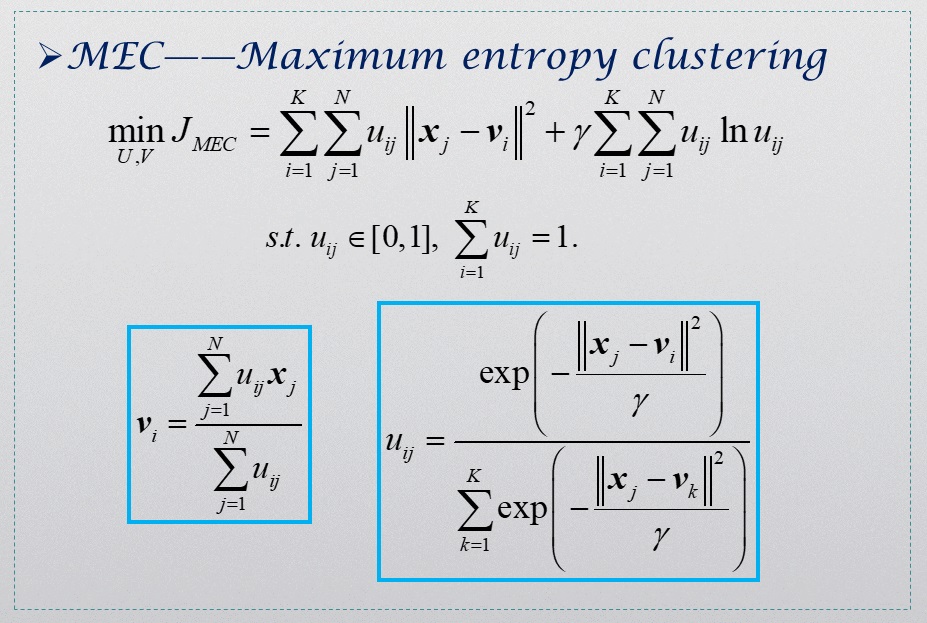 ➢MEC——Maximum entropy clustering
$\min_{U,V} J_{MEC} = \sum_{i=1}^{K} \sum_{j=1}^{N} u_{ij} \left\| \boldsymbol{x}_j - \boldsymbol{v}_i \right\|^2 + \gamma \sum_{i=1}^{K} \sum_{j=1}^{N} u_{ij} \ln u_{ij}$
$s.t. \; u_{ij} \in [0,1], \; \sum_{i=1}^{K} u_{ij} = 1.$
$\boldsymbol{v}_i = \frac{\sum_{j=1}^{N} u_{ij} \boldsymbol{x}_j}{\sum_{j=1}^{N} u_{ij}}$
$u_{ij} = \frac{\exp\left( - \frac{\left\| \boldsymbol{x}_j - \boldsymbol{v}_i \right\|^2}{\gamma} \right)}{\sum_{k=1}^{K} \exp\left( - \frac{\left\| \boldsymbol{x}_j - \boldsymbol{v}_k \right\|^2}{\gamma} \right)}$